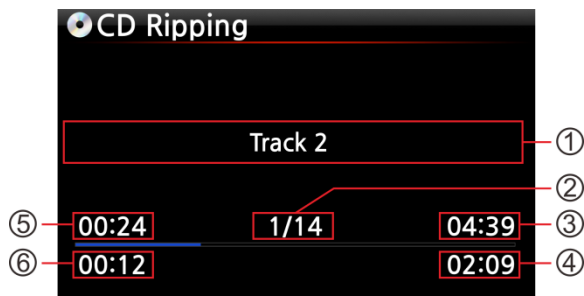 CD Ripping
Track 2 ①
②
⑤ 00:24 1/14 04:39 ③
⑥ 00:12 02:09 ④